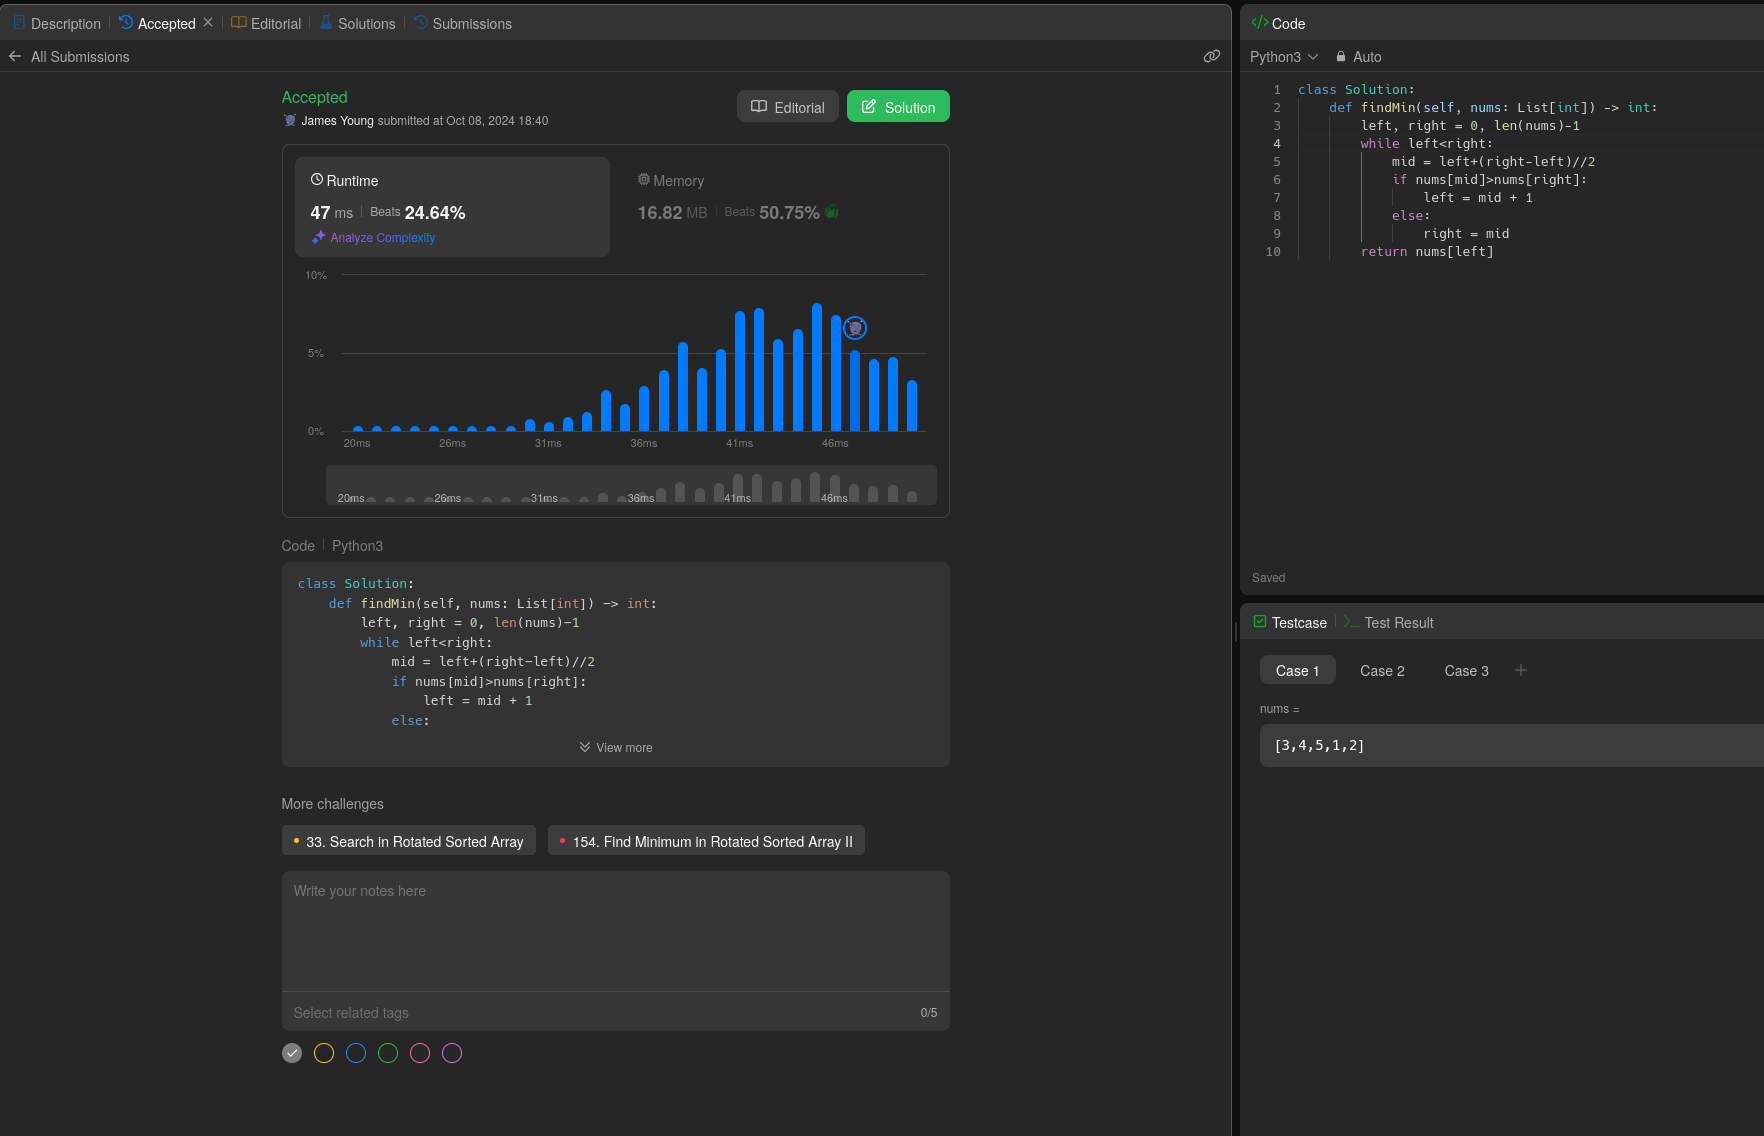 Description
Accepted
Editorial
Solutions
Submissions
All Submissions
Accepted
James Young submitted at Oct 08, 2024 18:40
Editorial
Solution
Runtime
47 ms Beats 24.64%
Analyze Complexity
Memory
16.82 MB Beats 50.75%
10%
5%
0%
20ms 26ms 31ms 36ms 41ms 46ms
20ms 26ms 31ms 36ms 41ms 46ms
Code Python3
class Solution:
    def findMin(self, nums: List[int]) -> int:
        left, right = 0, len(nums)-1
        while left<right:
            mid = left+(right-left)//2
            if nums[mid]>nums[right]:
                left = mid + 1
            else:
View more
More challenges
33. Search in Rotated Sorted Array
154. Find Minimum in Rotated Sorted Array II
Write your notes here
Select related tags
0/5
</> Code
Python3
Auto
1 class Solution:
2     def findMin(self, nums: List[int]) -> int:
3         left, right = 0, len(nums)-1
4         while left<right:
5             mid = left+(right-left)//2
6             if nums[mid]>nums[right]:
7                 left = mid + 1
8             else:
9                 right = mid
10         return nums[left]
Saved
Testcase
Test Result
Case 1
Case 2
Case 3
nums =
[3,4,5,1,2]